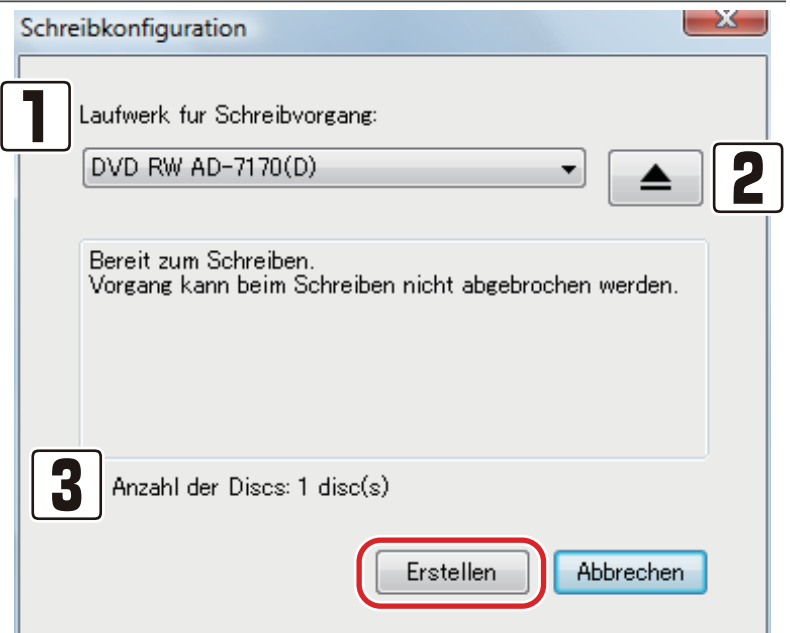 Schreibkonfiguration
1
Laufwerk fur Schreibvorgang:
DVD RW AD-7170(D)
2
Bereit zum Schreiben.
Vorgang kann beim Schreiben nicht abgebrochen werden.
3
Anzahl der Discs: 1 disc(s)
Erstellen
Abbrechen